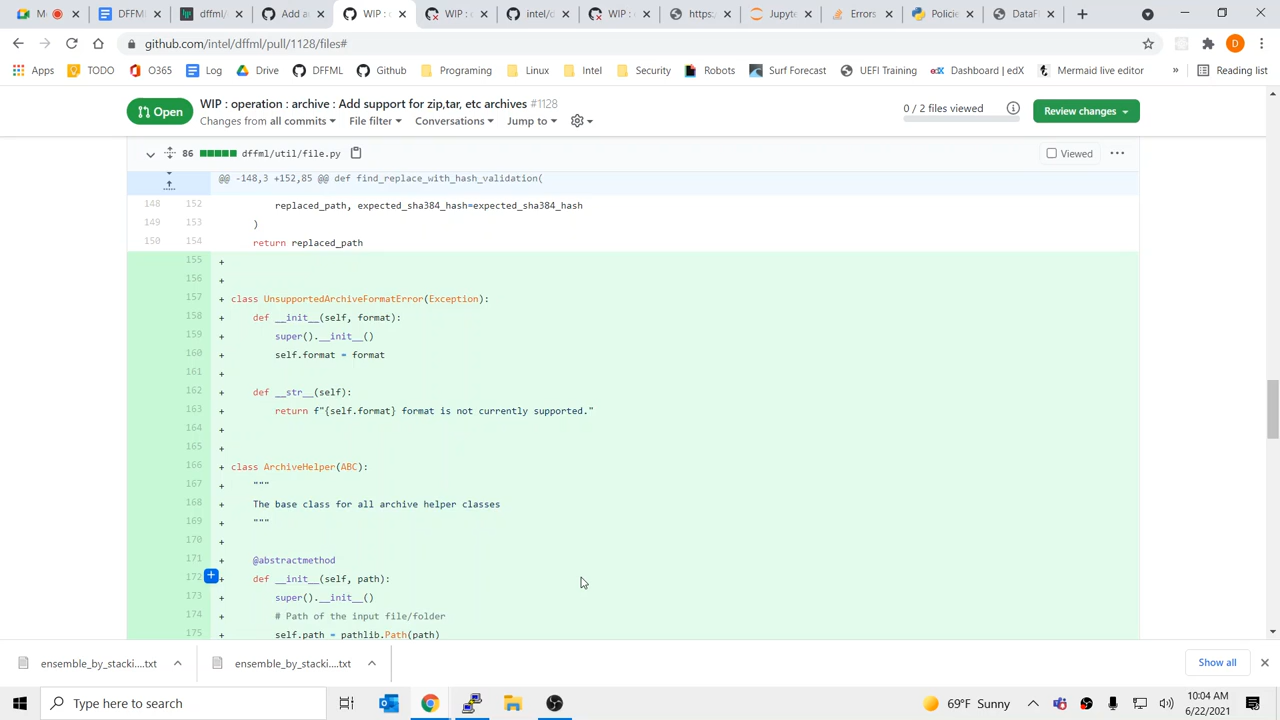 Me
DFFM
dffml/
Add a
WIP : 
WIP : 
intel/c
WIP : 
https:
Jupyte
Errors
Policie
DataF
github.com/intel/dffml/pull/1128/files#
D
Apps
TODO
O365
Log
Drive
DFFML
Github
Programing
Linux
Intel
Security
Robots
Surf Forecast
UEFI Training
edX
Dashboard | edX
Mermaid live editor
»
Reading list
Open
WIP : operation : archive : Add support for zip,tar, etc archives #1128
Changes from all commits
File filter
Conversations
Jump to
0 / 2 files viewed
Review changes
86
dffml/util/file.py
Viewed
@@ -148,3 +152,85 @@ def find_replace_with_hash_validation(
148 152 replaced_path, expected_sha384_hash=expected_sha384_hash
149 153 )
150 154 return replaced_path
155 +
156 +
157 + class UnsupportedArchiveFormatError(Exception):
158 + def __init__(self, format):
159 + super().__init__()
160 + self.format = format
161 +
162 + def __str__(self):
163 + return f"{self.format} format is not currently supported."
164 +
165 +
166 + class ArchiveHelper(ABC):
167 + """
168 + The base class for all archive helper classes
169 + """
170 +
171 + @abstractmethod
172 + def __init__(self, path):
173 + super().__init__()
174 + # Path of the input file/folder
175 + self.path = pathlib.Path(path)
ensemble_by_stacki....txt
ensemble_by_stacki....txt
Show all
Type here to search
69°F Sunny
10:04 AM
6/22/2021